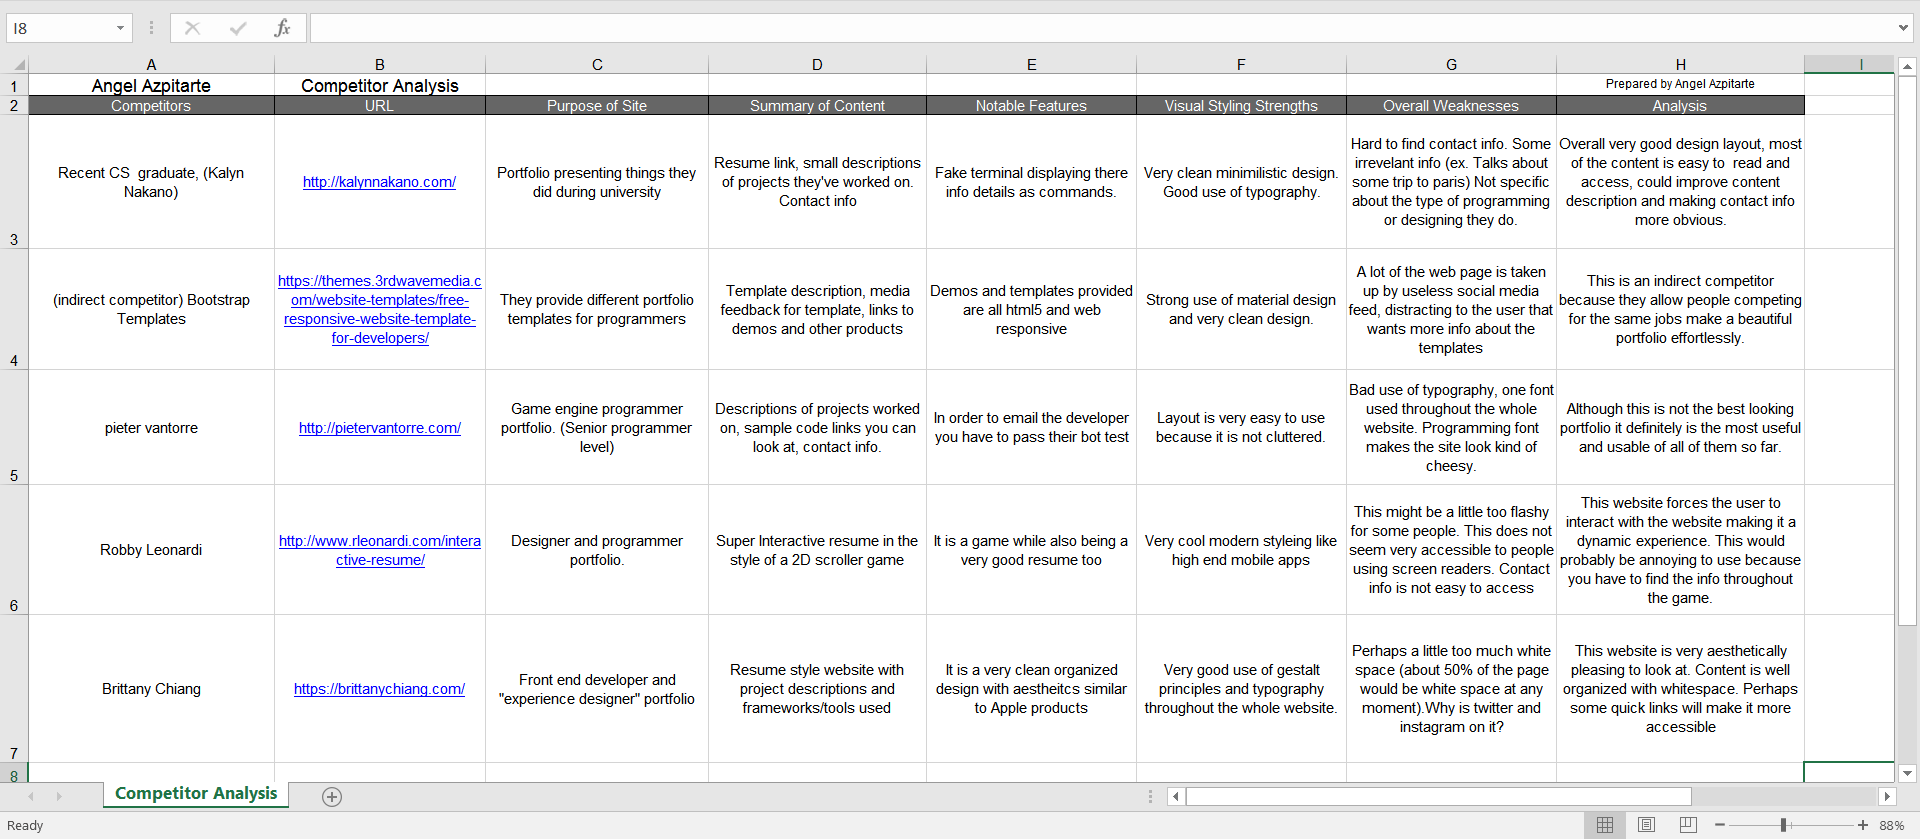 I8
fx
A B C D E F G H I
1 Angel Azpitarte Competitor Analysis Prepared by Angel Azpitarte
2 Competitors URL Purpose of Site Summary of Content Notable Features Visual Styling Strengths Overall Weaknesses Analysis
Recent CS graduate, (Kalyn
Nakano)
http://kalynnakano.com/
Portfolio presenting things they
did during university
Resume link, small descriptions
of projects they've worked on.
Contact info
Fake terminal displaying there
info details as commands.
Very clean minimilistic design.
Good use of typography.
Hard to find contact info. Some
irrevelant info (ex. Talks about
some trip to paris) Not specific
about the type of programming
or designing they do.
Overall very good design layout, most
of the content is easy to read and
access, could improve content
description and making contact info
more obvious.
3
(indirect competitor) Bootstrap
Templates
https://themes.3rdwavemedia.c
om/website-templates/free-
responsive-website-template-
for-developers/
They provide different portfolio
templates for programmers
Template description, media
feedback for template, links to
demos and other products
Demos and templates provided
are all html5 and web
responsive
Strong use of material design
and very clean design.
A lot of the web page is taken
up by useless social media
feed, distracting to the user that
wants more info about the
templates
This is an indirect competitor
because they allow people competing
for the same jobs make a beautiful
portfolio effortlessly.
4
pieter vantorre
http://pietervantorre.com/
Game engine programmer
portfolio. (Senior programmer
level)
Descriptions of projects worked
on, sample code links you can
look at, contact info.
In order to email the developer
you have to pass their bot test
Layout is very easy to use
because it is not cluttered.
Bad use of typography, one font
used throughout the whole
website. Programming font
makes the site look kind of
cheesy.
Although this is not the best looking
portfolio it definitely is the most useful
and usable of all of them so far.
5
Robby Leonardi
http://www.rleonardi.com/intera
ctive-resume/
Designer and programmer
portfolio.
Super Interactive resume in the
style of a 2D scroller game
It is a game while also being a
very good resume too
Very cool modern styleing like
high end mobile apps
This might be a little too flashy
for some people. This does not
seem very accessible to people
using screen readers. Contact
info is not easy to access
This website forces the user to
interact with the website making it a
dynamic experience. This would
probably be annoying to use because
you have to find the info throughout
the game.
6
Brittany Chiang
https://brittanychiang.com/
Front end developer and
"experience designer" portfolio
Resume style website with
project descriptions and
frameworks/tools used
It is a very clean organized
design with aestheitcs similar
to Apple products
Very good use of gestalt
principles and typography
throughout the whole website.
Perhaps a little too much white
space (about 50% of the page
would be white space at any
moment).Why is twitter and
instagram on it?
This website is very aesthetically
pleasing to look at. Content is well
organized with whitespace. Perhaps
some quick links will make it more
accessible
7
8
Competitor Analysis
Ready
88%